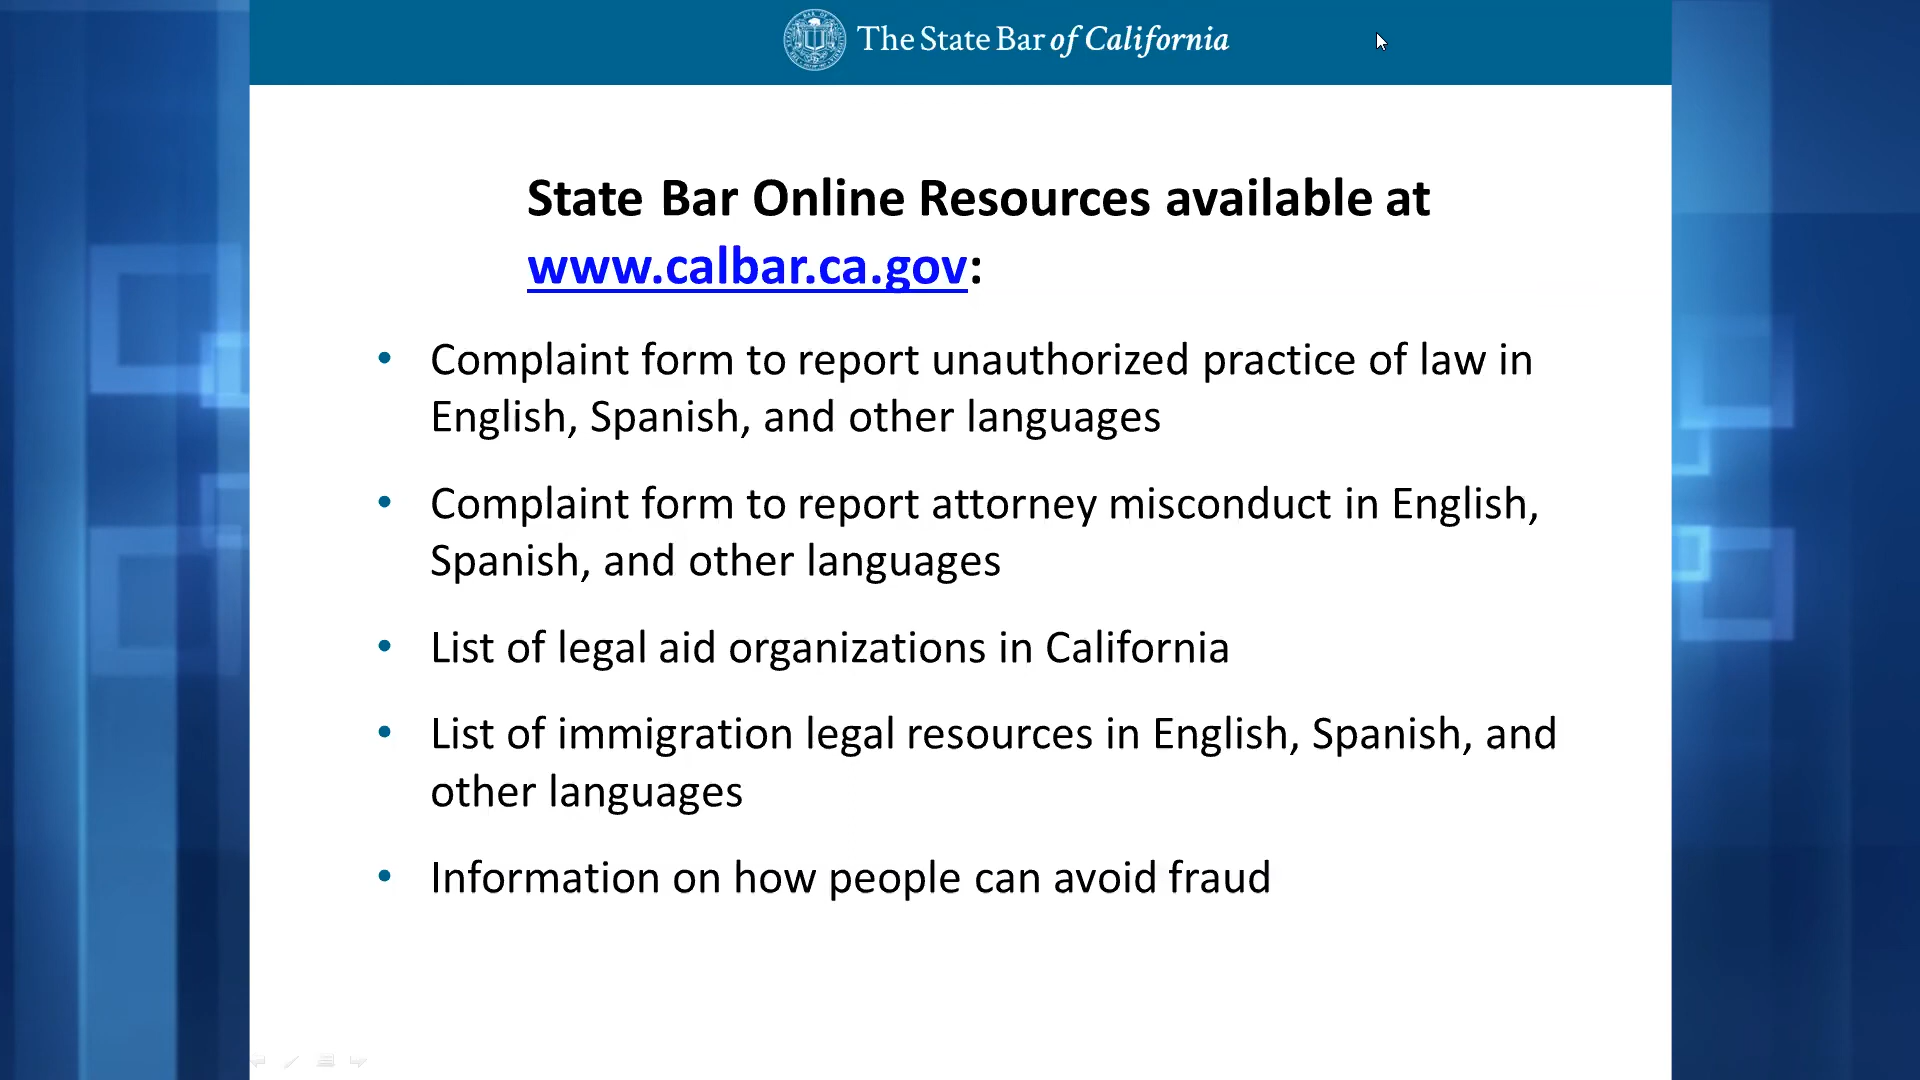 The State Bar of California
State Bar Online Resources available at
www.calbar.ca.gov:
• Complaint form to report unauthorized practice of law in
English, Spanish, and other languages
• Complaint form to report attorney misconduct in English,
Spanish, and other languages
• List of legal aid organizations in California
• List of immigration legal resources in English, Spanish, and
other languages
• Information on how people can avoid fraud